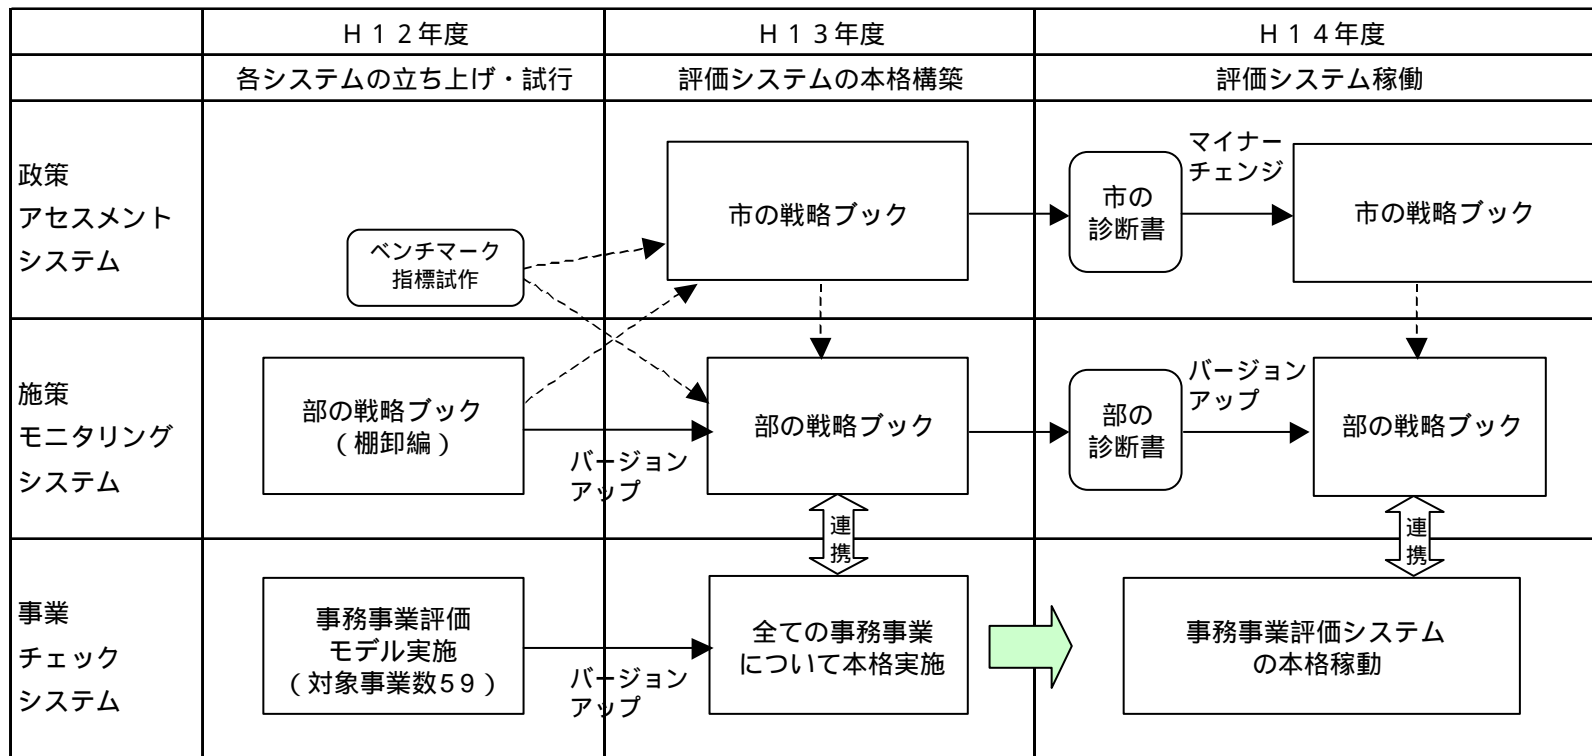 Ｈ１２年度
Ｈ１３年度
Ｈ１４年度
各システムの立ち上げ・試行
評価システムの本格構築
評価システム稼働
政策
アセスメント
システム
ベンチマーク
指標試作
市の戦略ブック
市の
診断書
マイナー
チェンジ
市の戦略ブック
施策
モニタリング
システム
部の戦略ブック
（棚卸編）
バージョン
アップ
部の戦略ブック
部の
診断書
バージョン
アップ
部の戦略ブック
連
携
連
携
事業
チェック
システム
事務事業評価
モデル実施
（対象事業数５９）
バージョン
アップ
全ての事務事業
について本格実施
事務事業評価システム
の本格稼動